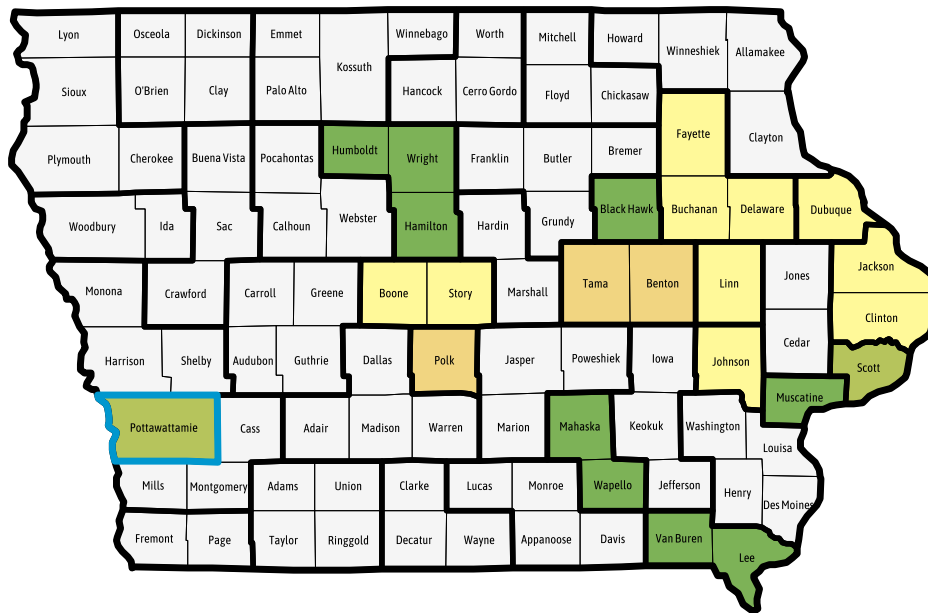 Lyon
Osceola
Dickinson
Emmet
Kossuth
Winnebago
Worth
Mitchell
Howard
Winneshiek
Allamakee
Sioux
O'Brien
Clay
Palo Alto
Hancock
Cerro Gordo
Floyd
Chickasaw
Fayette
Clayton
Plymouth
Cherokee
Buena Vista
Pocahontas
Humboldt
Wright
Franklin
Butler
Bremer
Woodbury
Ida
Sac
Calhoun
Webster
Hamilton
Hardin
Grundy
Black Hawk
Buchanan
Delaware
Dubuque
Monona
Crawford
Carroll
Greene
Boone
Story
Marshall
Tama
Benton
Linn
Jones
Jackson
Clinton
Harrison
Shelby
Audubon
Guthrie
Dallas
Polk
Jasper
Poweshiek
Iowa
Johnson
Cedar
Scott
Muscatine
Pottawattamie
Cass
Adair
Madison
Warren
Marion
Mahaska
Keokuk
Washington
Louisa
Mills
Montgomery
Adams
Union
Clarke
Lucas
Monroe
Wapello
Jefferson
Henry
Des Moines
Fremont
Page
Taylor
Ringgold
Decatur
Wayne
Appanoose
Davis
Van Buren
Lee